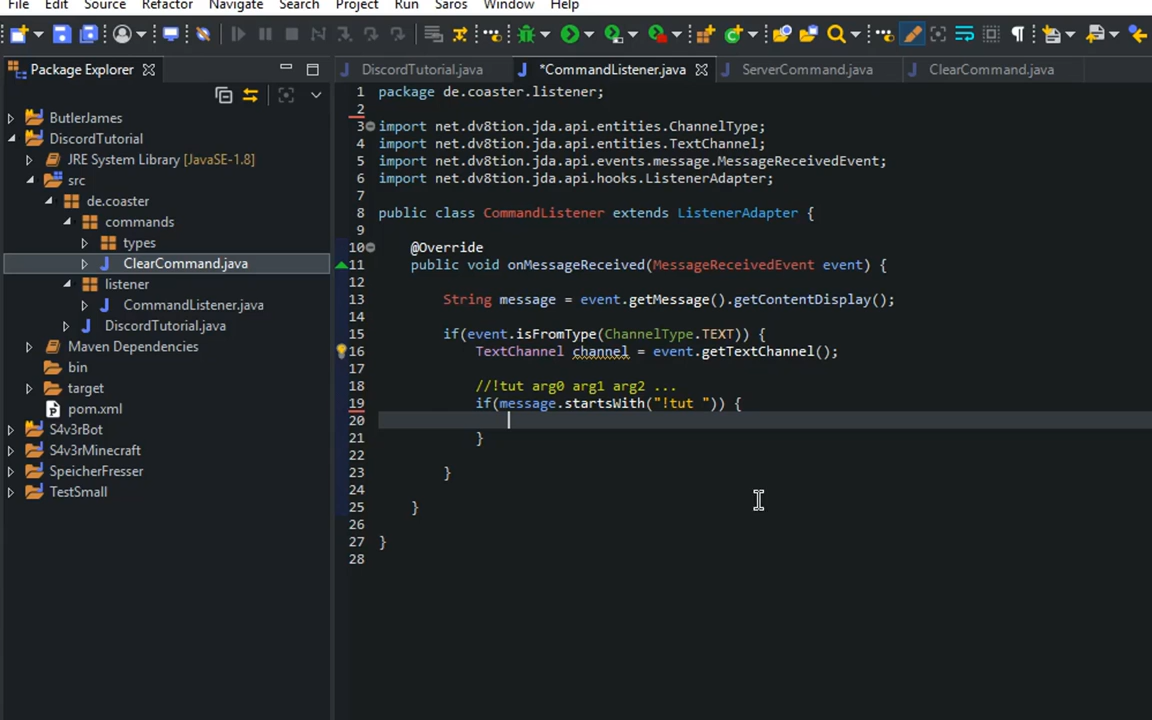 File Edit Source Refactor Navigate Search Project Run Saros Window Help
Package Explorer
DiscordTutorial.java *CommandListener.java ServerCommand.java ClearCommand.java
ButlerJames
DiscordTutorial
JRE System Library [JavaSE-1.8]
src
de.coaster
commands
types
ClearCommand.java
listener
CommandListener.java
DiscordTutorial.java
Maven Dependencies
bin
target
pom.xml
S4v3rBot
S4v3rMinecraft
SpeicherFresser
TestSmall
1 package de.coaster.listener;
2
3 import net.dv8tion.jda.api.entities.ChannelType;
4 import net.dv8tion.jda.api.entities.TextChannel;
5 import net.dv8tion.jda.api.events.message.MessageReceivedEvent;
6 import net.dv8tion.jda.api.hooks.ListenerAdapter;
7
8 public class CommandListener extends ListenerAdapter {
9
10 @Override
11 public void onMessageReceived(MessageReceivedEvent event) {
12
13 String message = event.getMessage().getContentDisplay();
14
15 if(event.isFromType(ChannelType.TEXT)) {
16 TextChannel channel = event.getTextChannel();
17
18 //!tut arg0 arg1 arg2 ...
19 if(message.startsWith("!tut ")) {
20
21 }
22
23 }
24
25 }
26
27 }
28